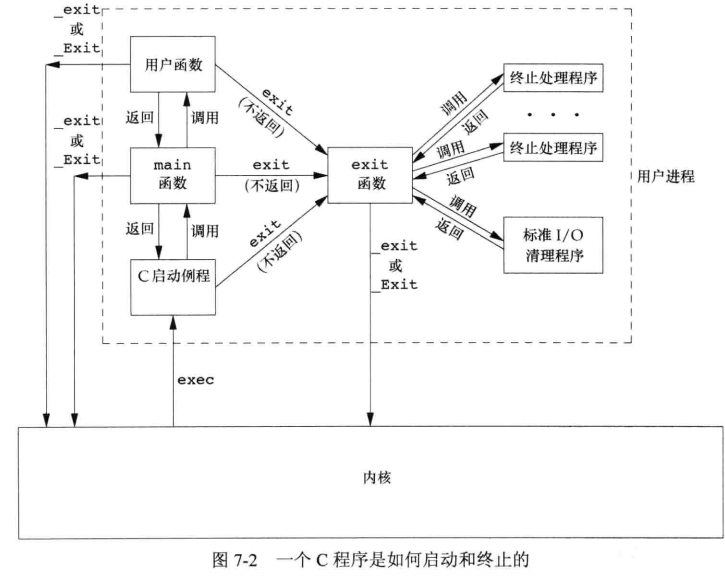 _exit
或
_Exit
用户函数
exit
(不返回)
调用
返回
终止处理程序
· · ·
返回
调用
_exit
或
_Exit
main
函数
exit
(不返回)
exit
函数
调用
返回
终止处理程序
用户进程
返回
调用
exit
(不返回)
调用
返回
标准 I/O
清理程序
C 启动例程
_exit
或
_Exit
exec
内核
图 7-2 一个 C 程序是如何启动和终止的